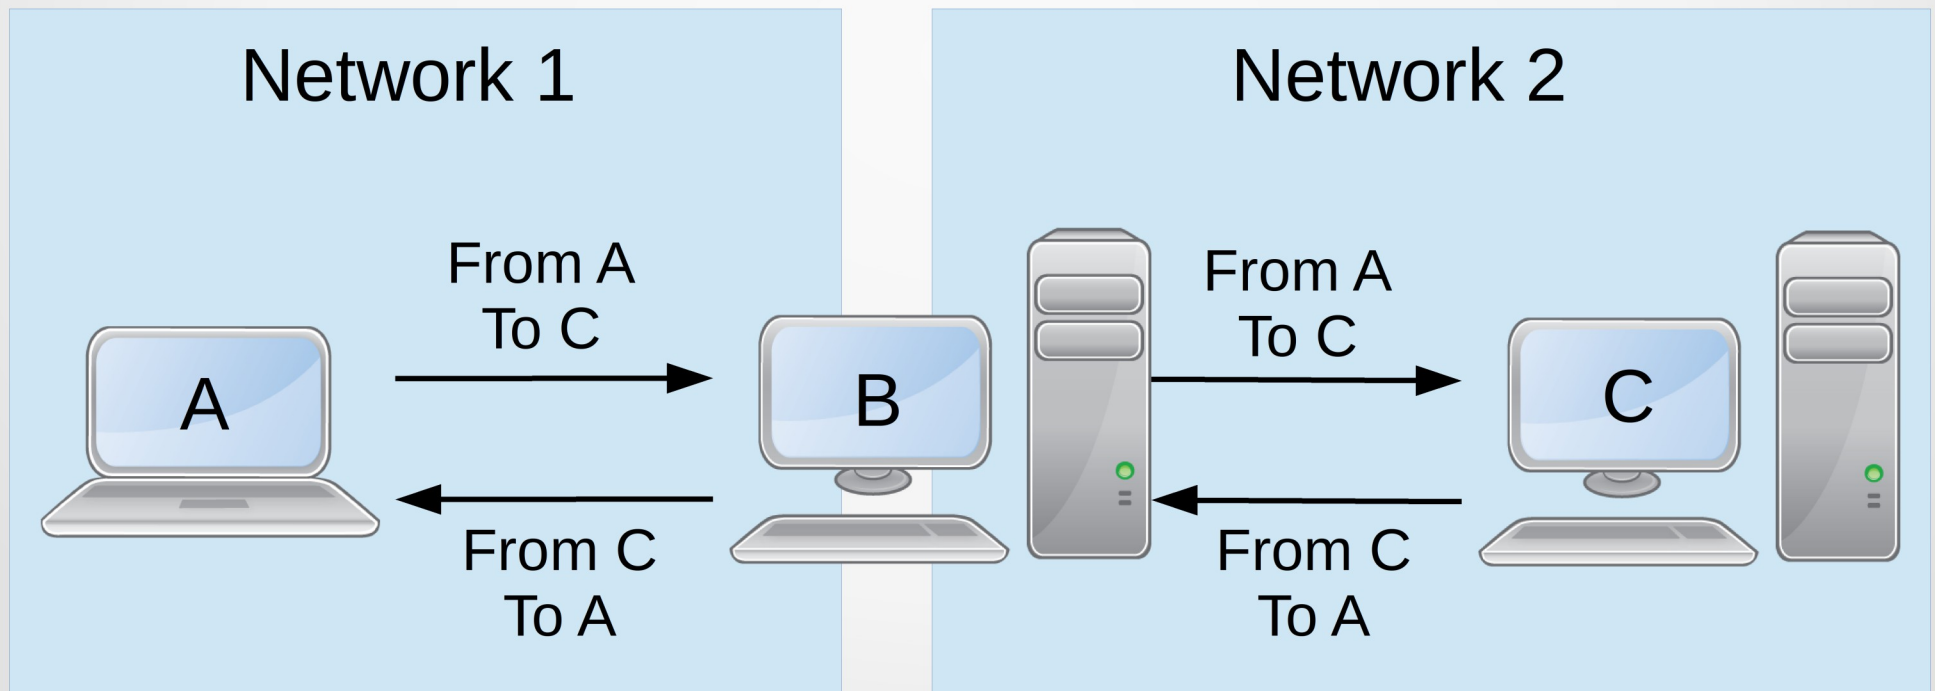 Network 1
Network 2
From A
To C
From A
To C
A
B
C
From C
To A
From C
To A